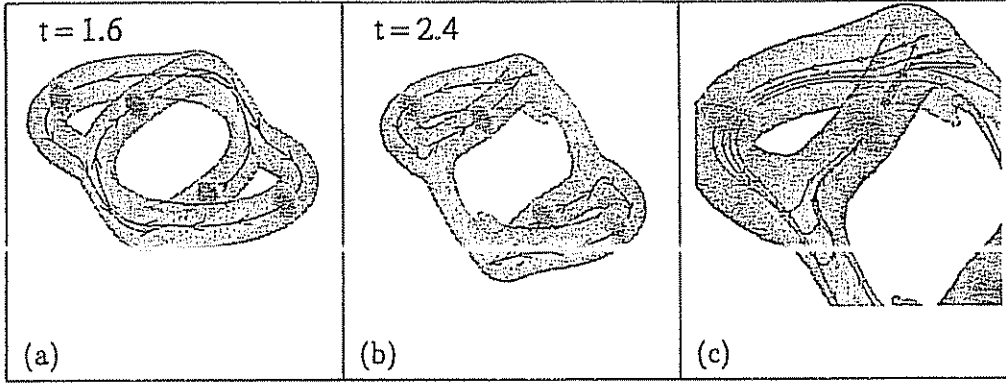 t = 1.6
t = 2.4
(a)
(b)
(c)